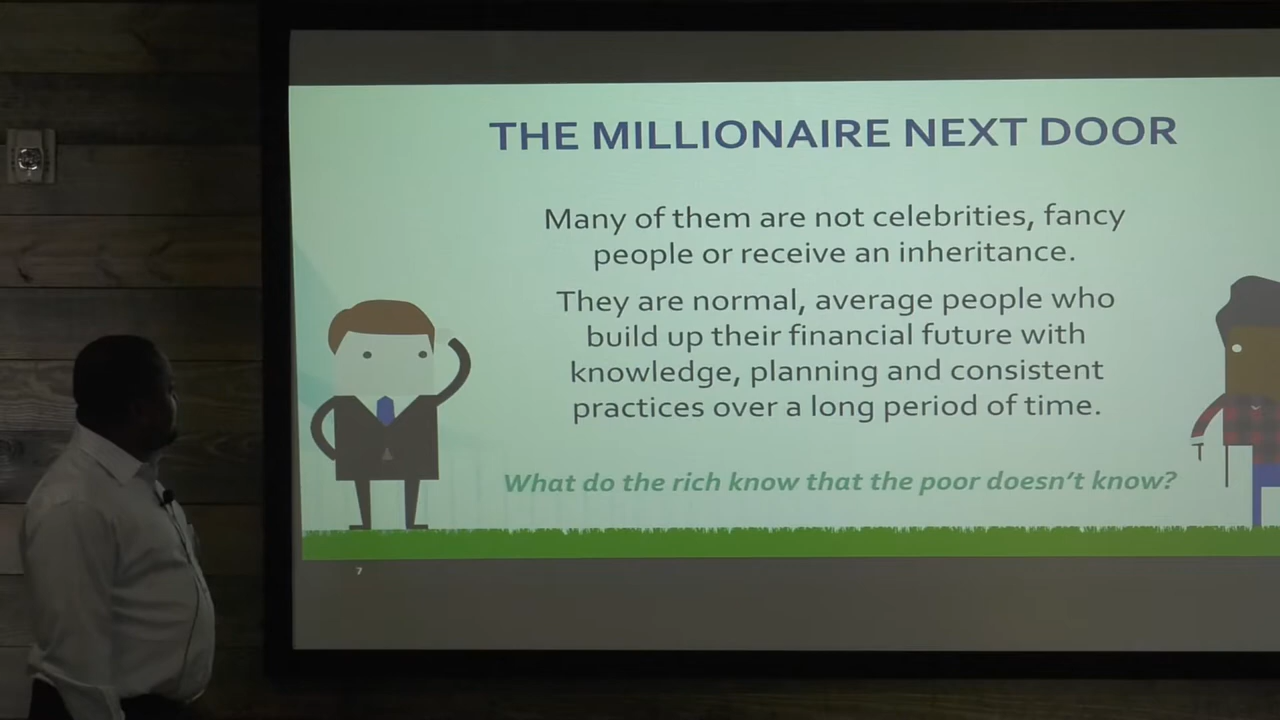 THE MILLIONAIRE NEXT DOOR
Many of them are not celebrities, fancy
people or receive an inheritance.
They are normal, average people who
build up their financial future with
knowledge, planning and consistent
practices over a long period of time.
What do the rich know that the poor doesn't know?
7